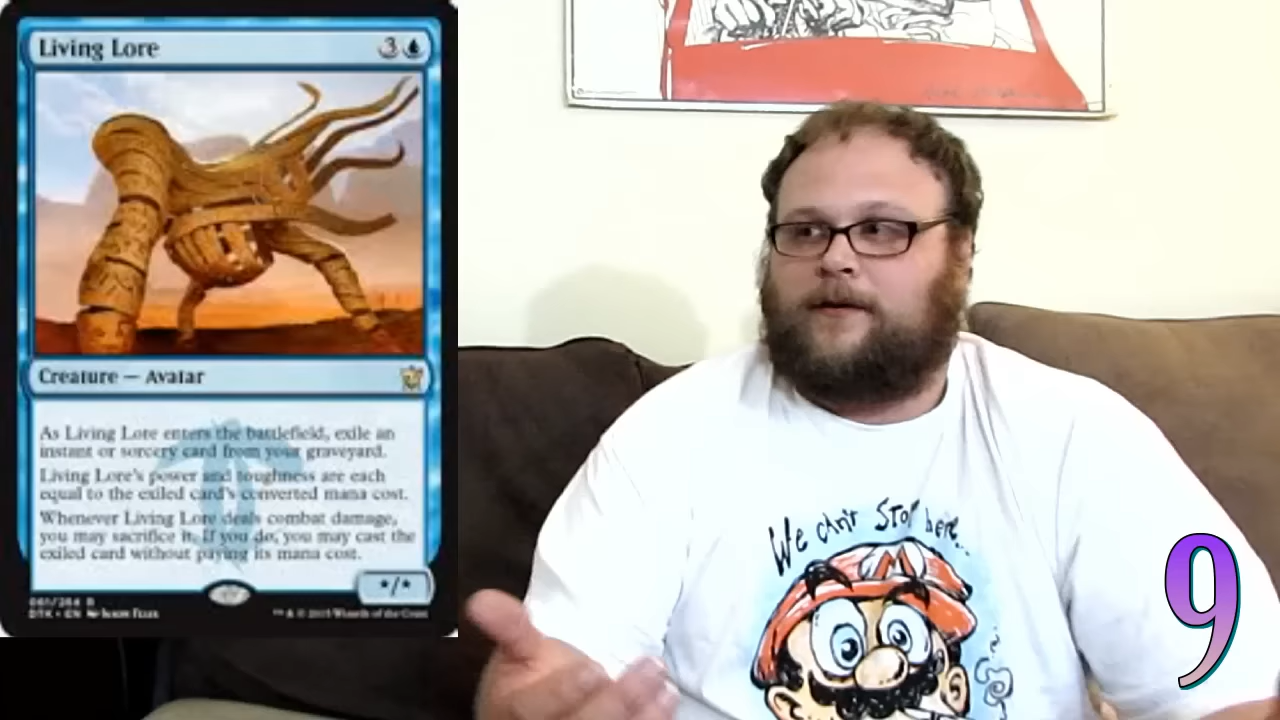 Living Lore 3
Creature — Avatar
As Living Lore enters the battlefield, exile an
instant or sorcery card from your graveyard.
Living Lore's power and toughness are each
equal to the exiled card's converted mana cost.
Whenever Living Lore deals combat damage,
you may sacrifice it. If you do, you may cast the
exiled card without paying its mana cost.
*/*
We can't Stop here...
M
9